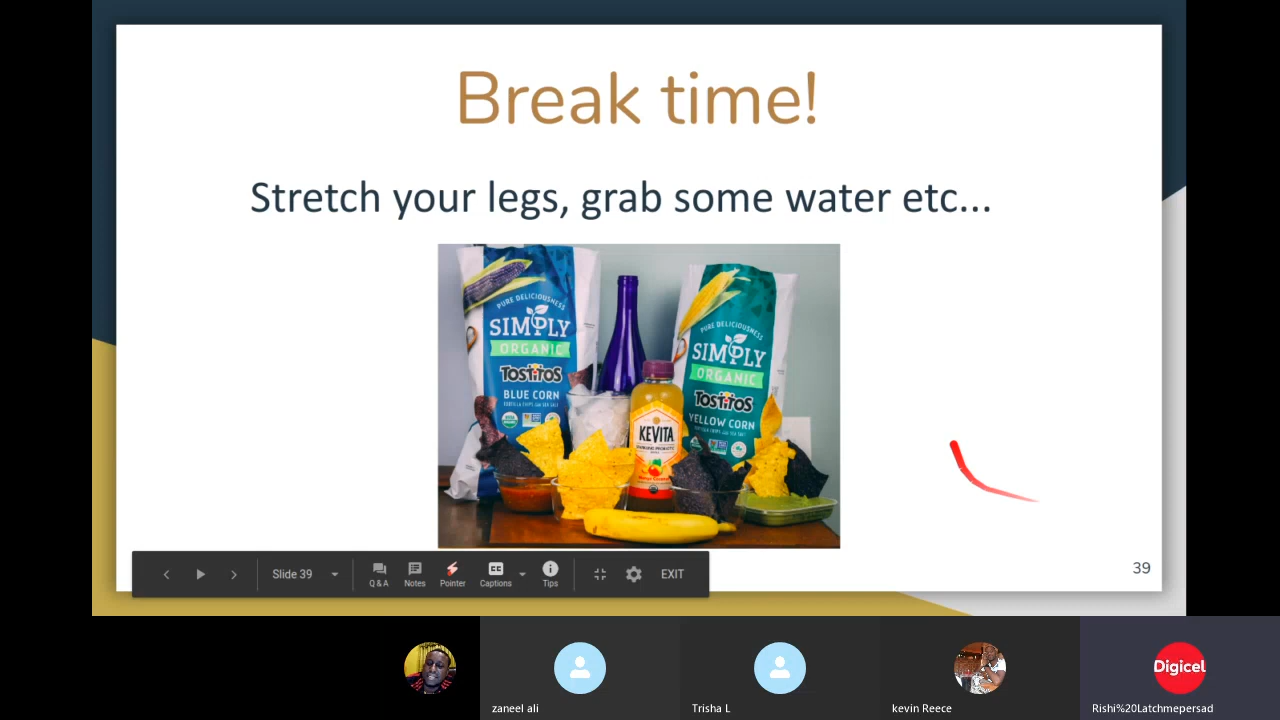 Break time!
Stretch your legs, grab some water etc...
PURE DELICIOUSNESS
SIMPLY
ORGANIC
TOSTITOS
BLUE CORN
PURE DELICIOUSNESS
SIMPLY
ORGANIC
TOSTITOS
YELLOW CORN
KEVITA
39
Slide 39
Q & A
Notes
Pointer
CC
Captions
Tips
EXIT
zaneel ali
Trisha L
kevin Reece
Digicel
Rishi%20Latchmepersad